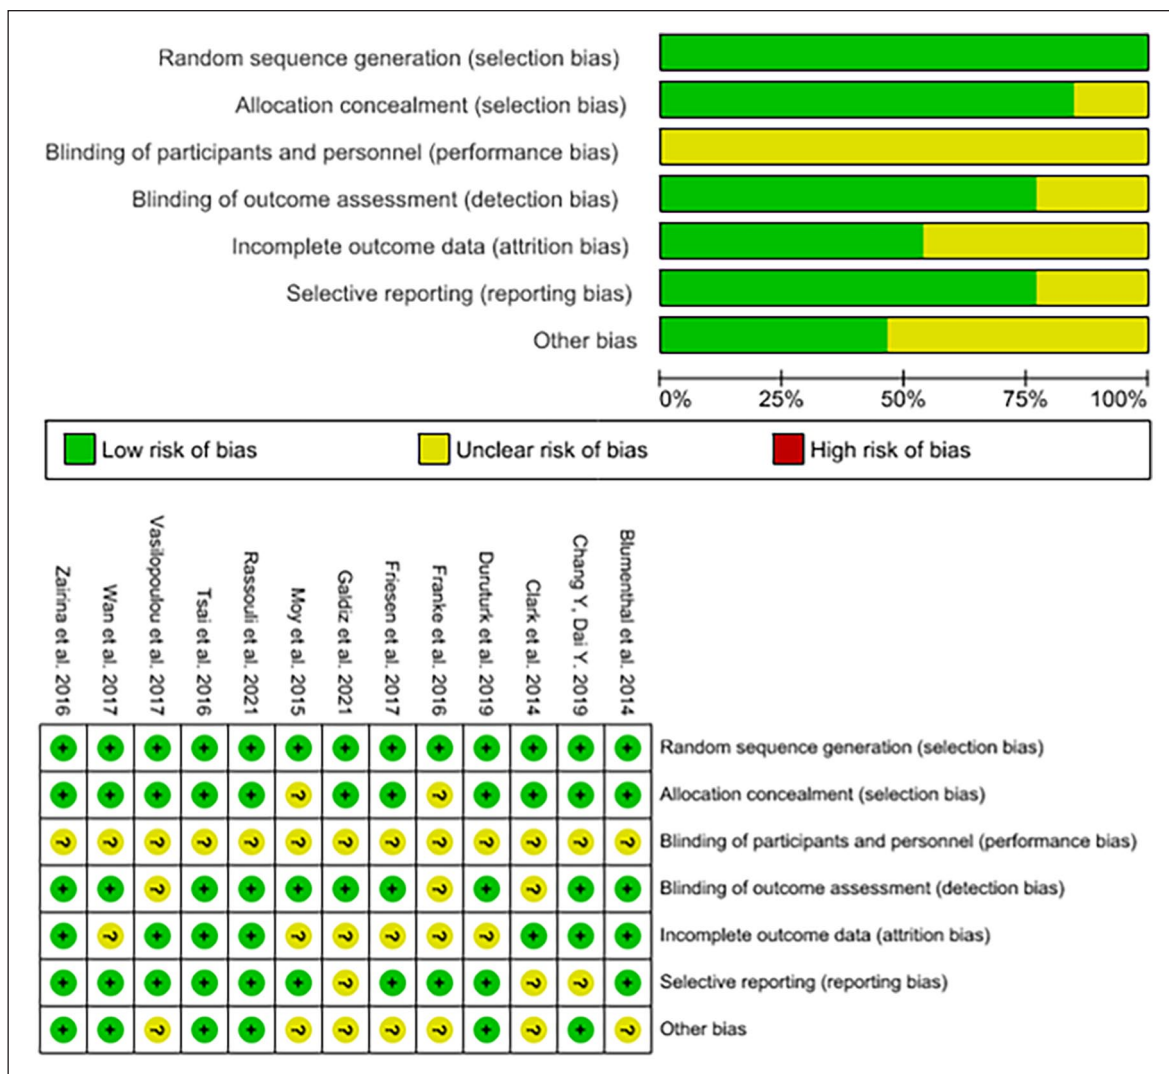 Random sequence generation (selection bias)
Allocation concealment (selection bias)
Blinding of participants and personnel (performance bias)
Blinding of outcome assessment (detection bias)
Incomplete outcome data (attrition bias)
Selective reporting (reporting bias)
Other bias
0% 25% 50% 75% 100%
Low risk of bias Unclear risk of bias High risk of bias
Zairina et al. 2016
Wan et al. 2017
Vasilopoulou et al. 2017
Tsai et al. 2016
Rassouli et al. 2021
Moy et al. 2015
Galdiz et al. 2021
Friesen et al. 2017
Franke et al. 2016
Duruturk et al. 2019
Clark et al. 2014
Chang Y, Dai Y. 2019
Blumenthal et al. 2014
+ + + + + + + + + + + + + Random sequence generation (selection bias)
+ + + + + ? + + ? + + + + Allocation concealment (selection bias)
? ? ? ? ? ? ? ? ? ? ? ? ? Blinding of participants and personnel (performance bias)
+ + ? + + + + + ? + ? + + Blinding of outcome assessment (detection bias)
+ ? + + + ? ? ? ? ? + + + Incomplete outcome data (attrition bias)
+ + + + + + ? + + + ? ? + Selective reporting (reporting bias)
+ + ? + + ? ? ? ? + ? + ? Other bias